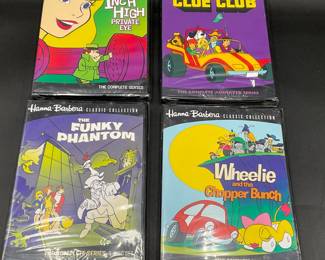 INCH HIGH
PRIVATE
EYE
THE COMPLETE SERIES
CLUE CLUB
THE COMPLETE ANIMATED SERIES
Hanna Barbera
CLASSIC COLLECTION
THE
FUNKY
PHANTOM
Hanna Barbera
CLASSIC COLLECTION
Wheelie
and the
Chopper Bunch